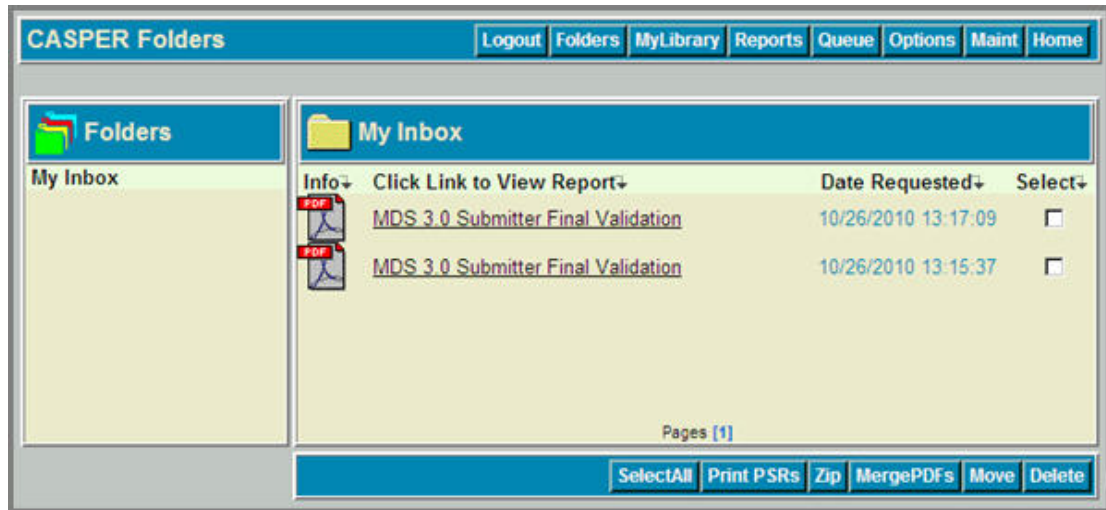 CASPER Folders
Logout Folders MyLibrary Reports Queue Options Maint Home
Folders
My Inbox
My Inbox
Info Click Link to View Report Date Requested Select
PDF MDS 3.0 Submitter Final Validation 10/26/2010 13:17:09
PDF MDS 3.0 Submitter Final Validation 10/26/2010 13:15:37
Pages [1]
SelectAll Print PSRs Zip MergePDFs Move Delete